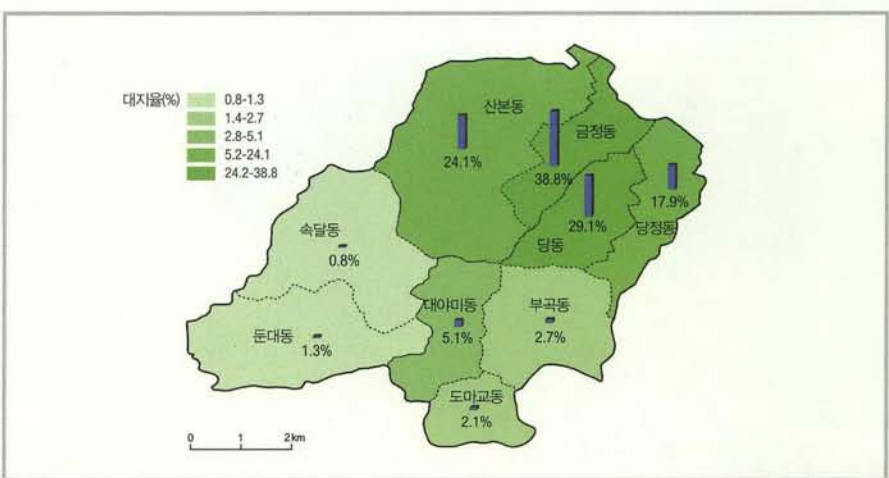 대지율(%)
0.8-1.3
1.4-2.7
2.8-5.1
5.2-24.1
24.2-38.8
산본동
24.1%
금정동
38.8%
당동
29.1%
당정동
17.9%
속달동
0.8%
둔대동
1.3%
대야미동
5.1%
부곡동
2.7%
도마교동
2.1%
0 1 2km